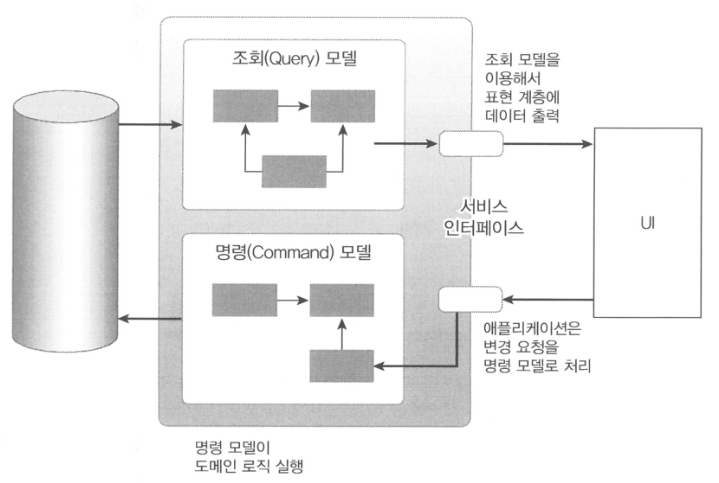 조회(Query) 모델
조회 모델을
이용해서
표현 계층에
데이터 출력
서비스
인터페이스
UI
명령(Command) 모델
애플리케이션은
변경 요청을
명령 모델로 처리
명령 모델이
도메인 로직 실행